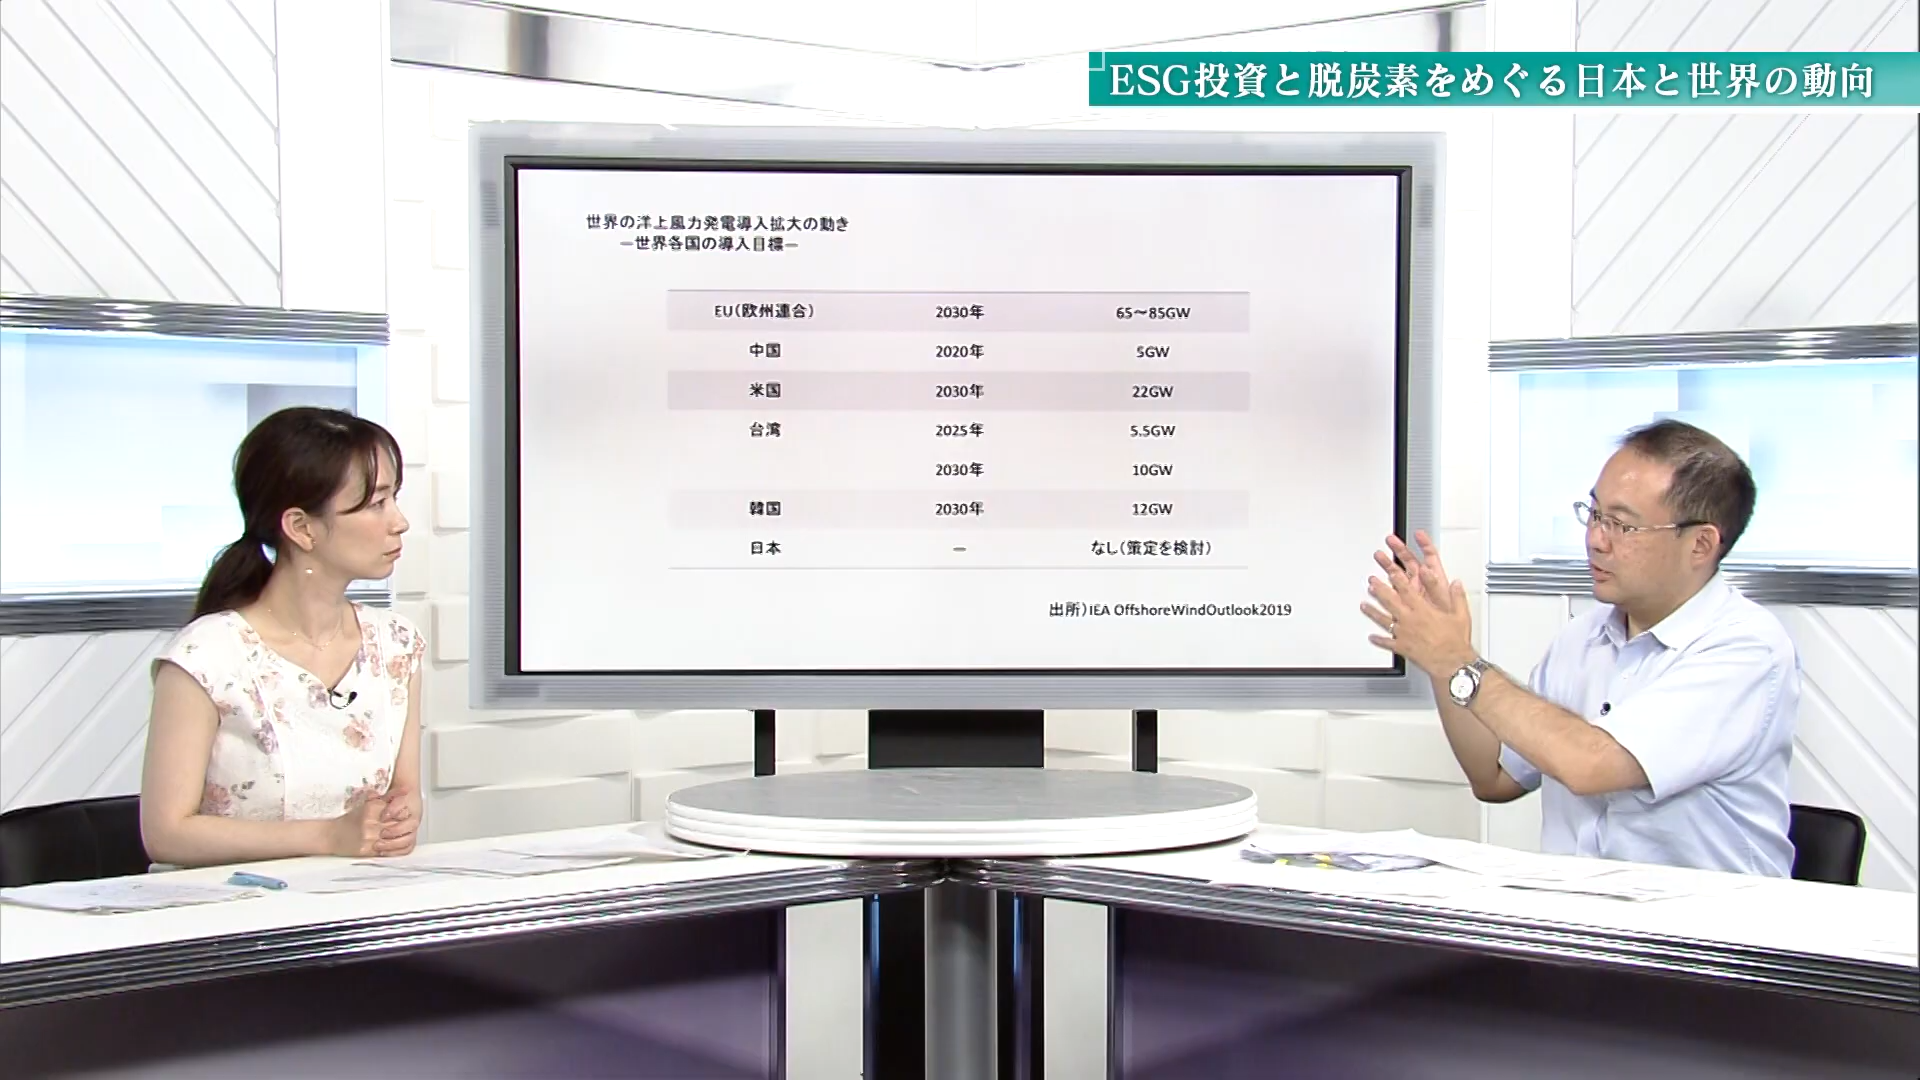 ESG投資と脱炭素をめぐる日本と世界の動向
世界の洋上風力発電導入拡大の動き
―世界各国の導入目標―
EU(欧州連合) 2030年 65～85GW
中国 2020年 5GW
米国 2030年 22GW
台湾 2025年 5.5GW
2030年 10GW
韓国 2030年 12GW
日本 ― なし(策定を検討)
出所)IEA OffshoreWindOutlook2019